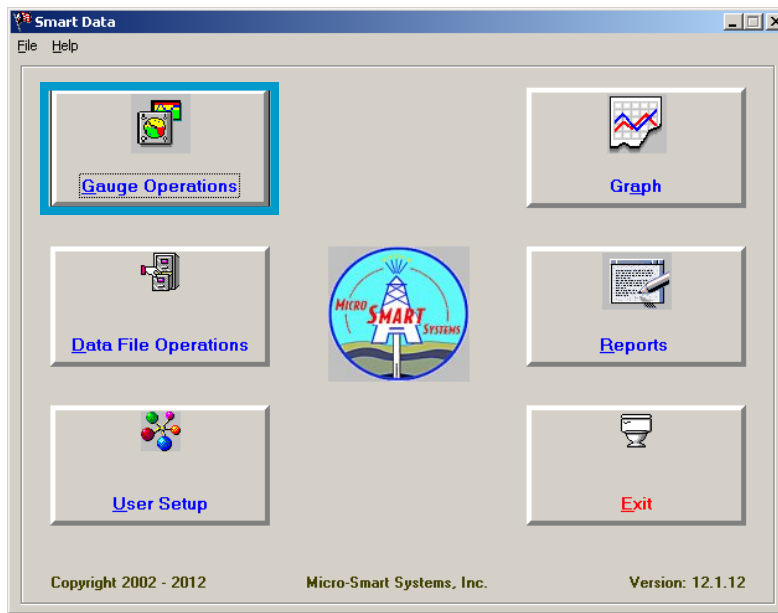 Smart Data
File Help
Gauge Operations
Graph
MICRO SMART SYSTEMS
Data File Operations
Reports
User Setup
Exit
Copyright 2002 - 2012 Micro-Smart Systems, Inc. Version: 12.1.12